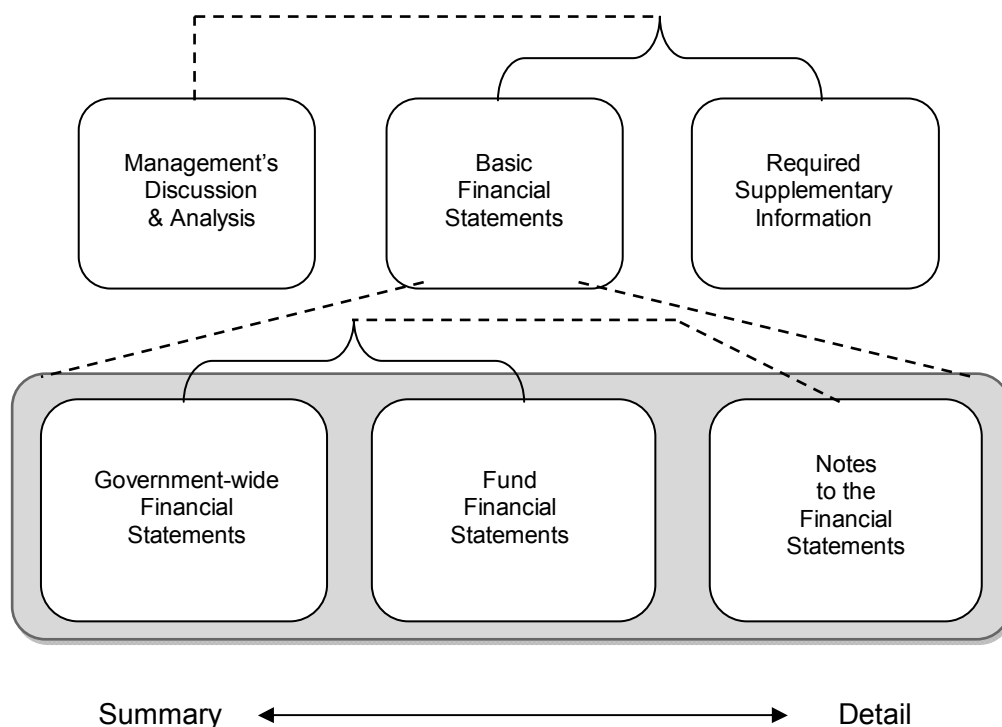 Management’s
Discussion
& Analysis
Basic
Financial
Statements
Required
Supplementary
Information
Government-wide
Financial
Statements
Fund
Financial
Statements
Notes
to the
Financial
Statements
Summary
Detail